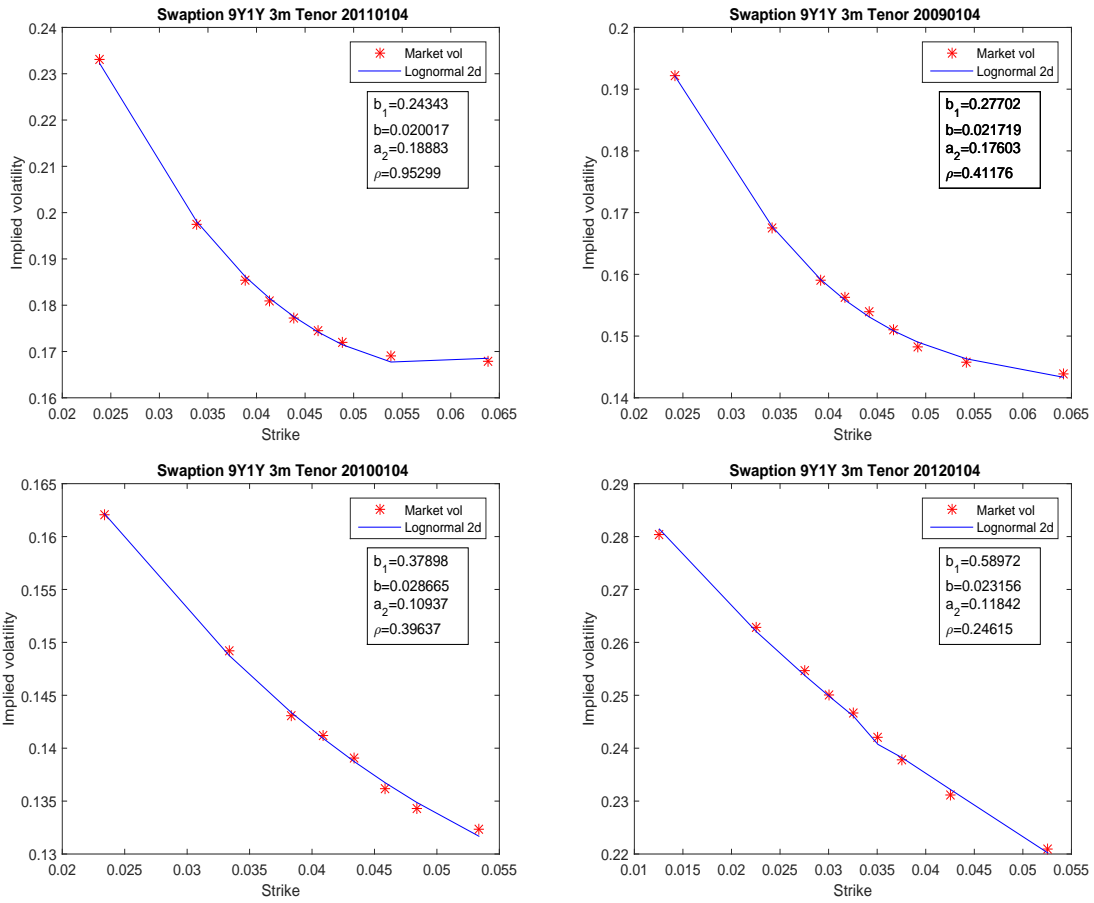 Swaption 9Y1Y 3m Tenor 20110104
0.24
0.23
0.22
0.21
0.2
0.19
0.18
0.17
0.16
Implied volatility
0.02 0.025 0.03 0.035 0.04 0.045 0.05 0.055 0.06 0.065
Strike
Market vol
Lognormal 2d
b1=0.24343
b=0.020017
a2=0.18883
ρ=0.95299
Swaption 9Y1Y 3m Tenor 20090104
0.2
0.19
0.18
0.17
0.16
0.15
0.14
Implied volatility
0.02 0.025 0.03 0.035 0.04 0.045 0.05 0.055 0.06 0.065
Strike
Market vol
Lognormal 2d
b1=0.27702
b=0.021719
a2=0.17603
ρ=0.41176
Swaption 9Y1Y 3m Tenor 20100104
0.165
0.16
0.155
0.15
0.145
0.14
0.135
0.13
Implied volatility
0.02 0.025 0.03 0.035 0.04 0.045 0.05 0.055
Strike
Market vol
Lognormal 2d
b1=0.37898
b=0.028665
a2=0.10937
ρ=0.39637
Swaption 9Y1Y 3m Tenor 20120104
0.29
0.28
0.27
0.26
0.25
0.24
0.23
0.22
Implied volatility
0.01 0.015 0.02 0.025 0.03 0.035 0.04 0.045 0.05 0.055
Strike
Market vol
Lognormal 2d
b1=0.58972
b=0.023156
a2=0.11842
ρ=0.24615